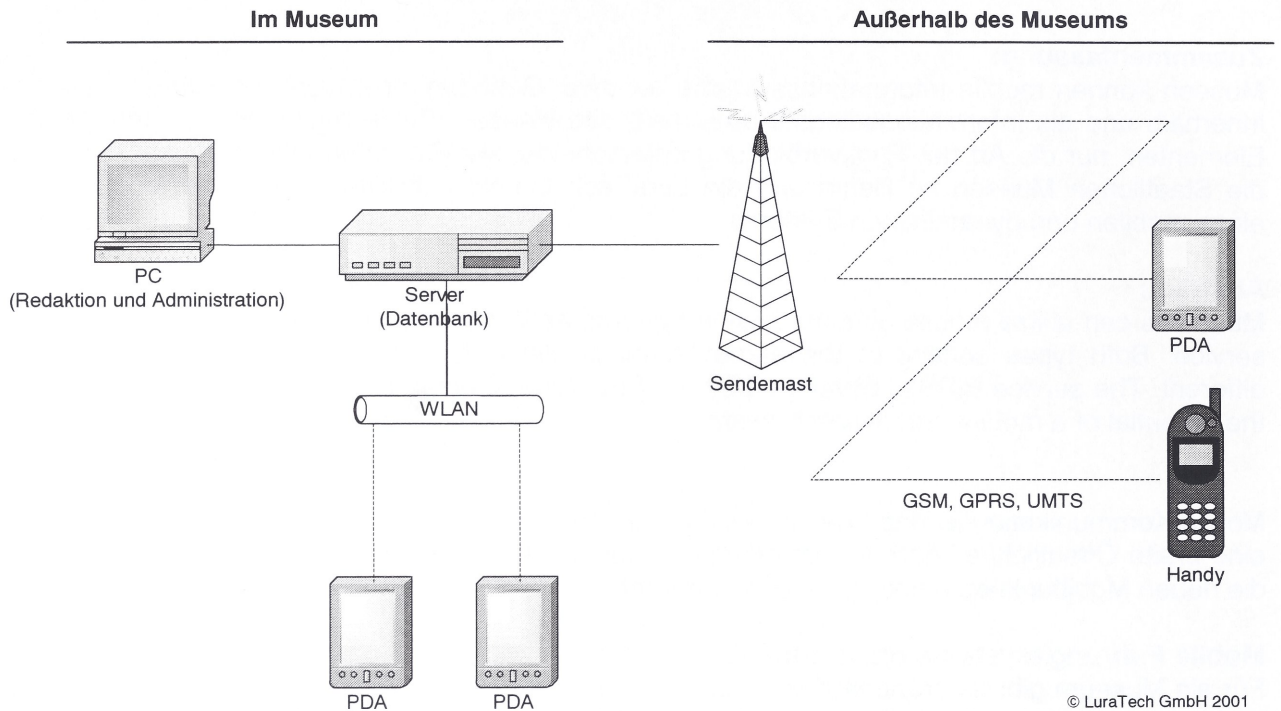 Im Museum
Außerhalb des Museums
PC
(Redaktion und Administration)
Server
(Datenbank)
WLAN
PDA
PDA
Sendemast
PDA
GSM, GPRS, UMTS
Handy
© LuraTech GmbH 2001